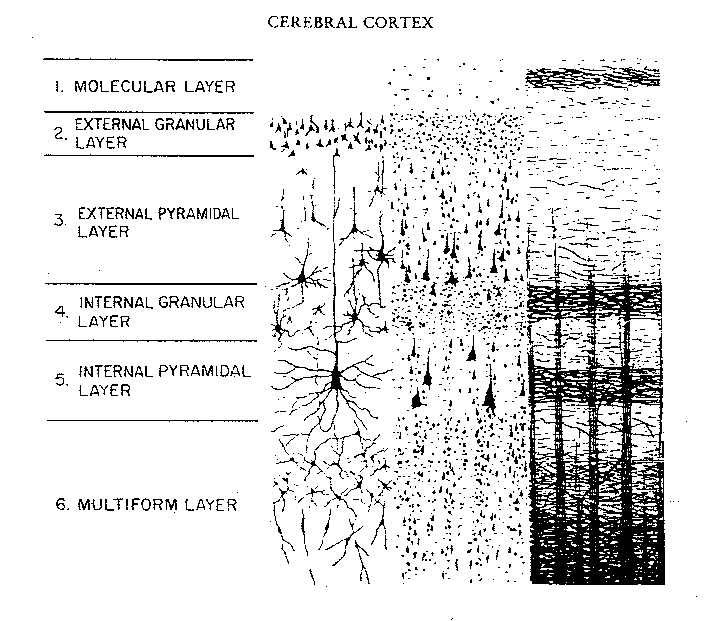 CEREBRAL CORTEX
1. MOLECULAR LAYER
2. EXTERNAL GRANULAR
LAYER
3. EXTERNAL PYRAMIDAL
LAYER
4. INTERNAL GRANULAR
LAYER
5. INTERNAL PYRAMIDAL
LAYER
6. MULTIFORM LAYER